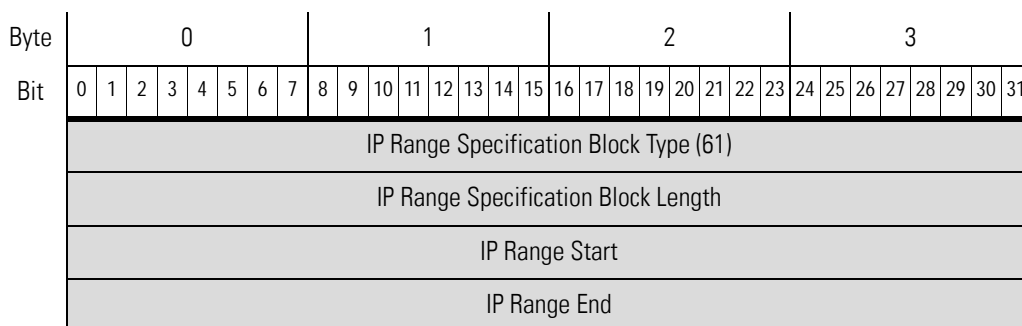 Byte 0 1 2 3
Bit 0 1 2 3 4 5 6 7 8 9 10 11 12 13 14 15 16 17 18 19 20 21 22 23 24 25 26 27 28 29 30 31
IP Range Specification Block Type (61)
IP Range Specification Block Length
IP Range Start
IP Range End